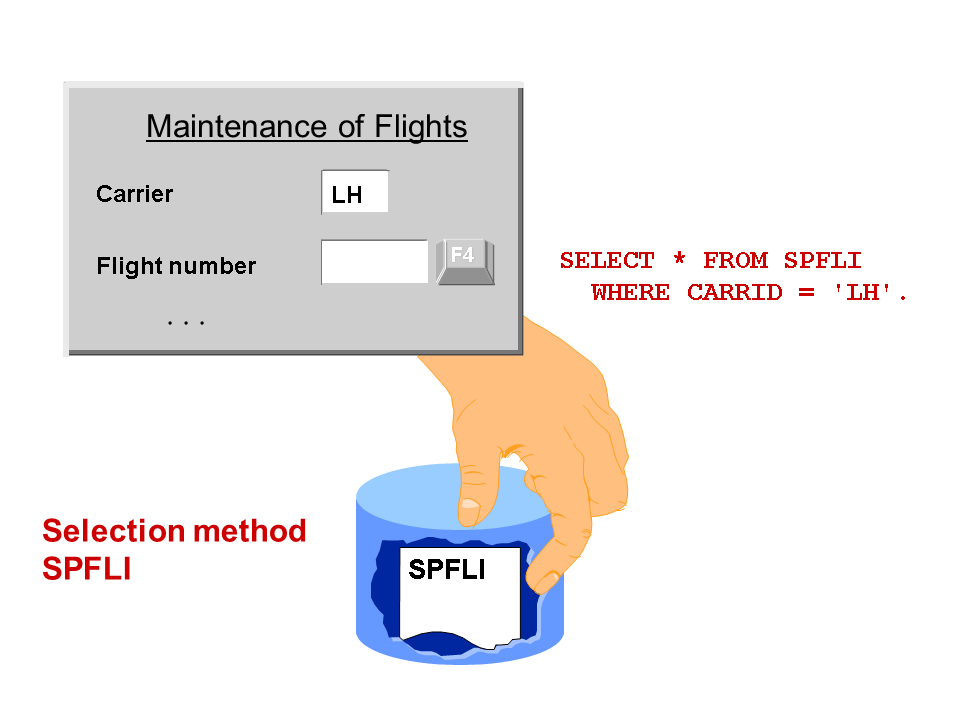 Maintenance of Flights
Carrier
LH
Flight number
F4
. . .
SELECT * FROM SPFLI
WHERE CARRID = 'LH'.
Selection method
SPFLI
SPFLI